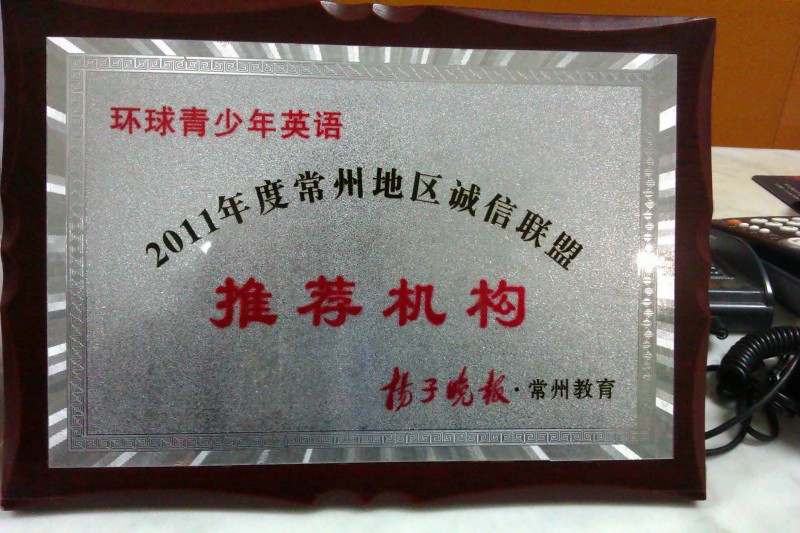 环球青少年英语
2011年度常州地区诚信联盟
推荐机构
扬子晚报·常州教育